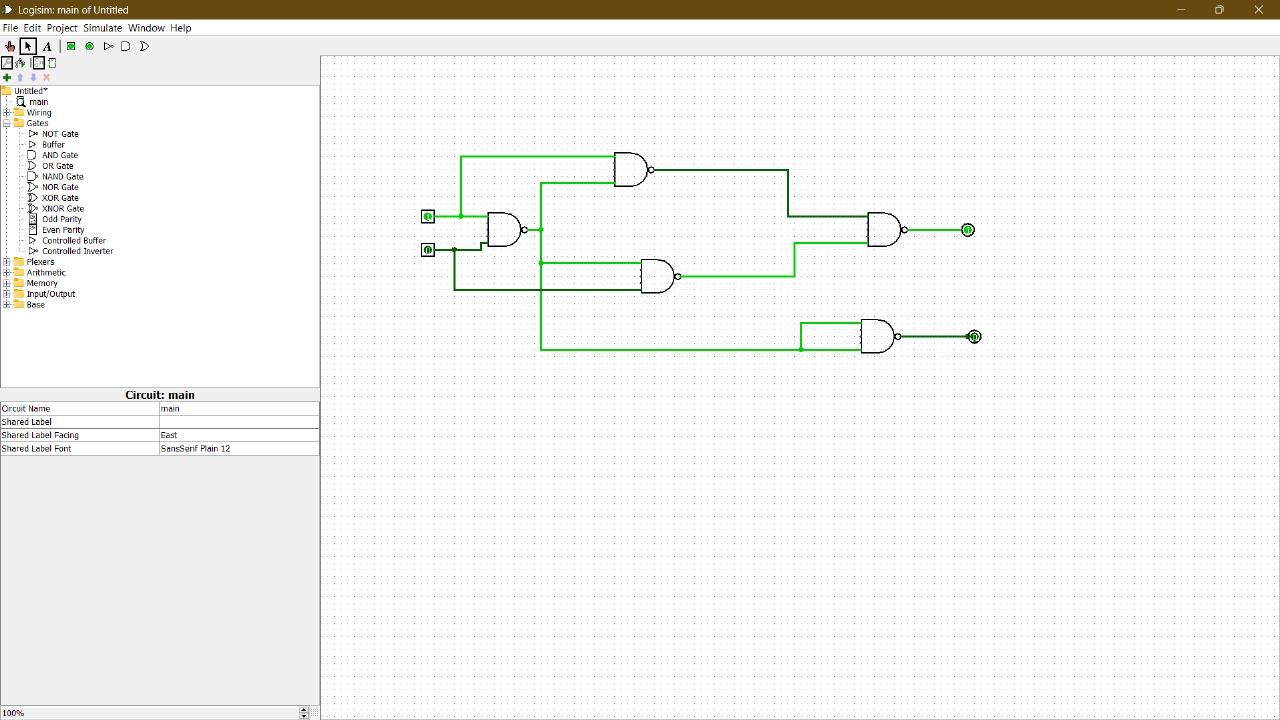 Logisim: main of Untitled
File Edit Project Simulate Window Help
A
Untitled*
main
Wiring
Gates
NOT Gate
Buffer
AND Gate
OR Gate
NAND Gate
NOR Gate
XOR Gate
XNOR Gate
Odd Parity
Even Parity
Controlled Buffer
Controlled Inverter
Plexers
Arithmetic
Memory
Input/Output
Base
1
0
1
0
Circuit: main
Circuit Name main
Shared Label
Shared Label Facing East
Shared Label Font SansSerif Plain 12
100%